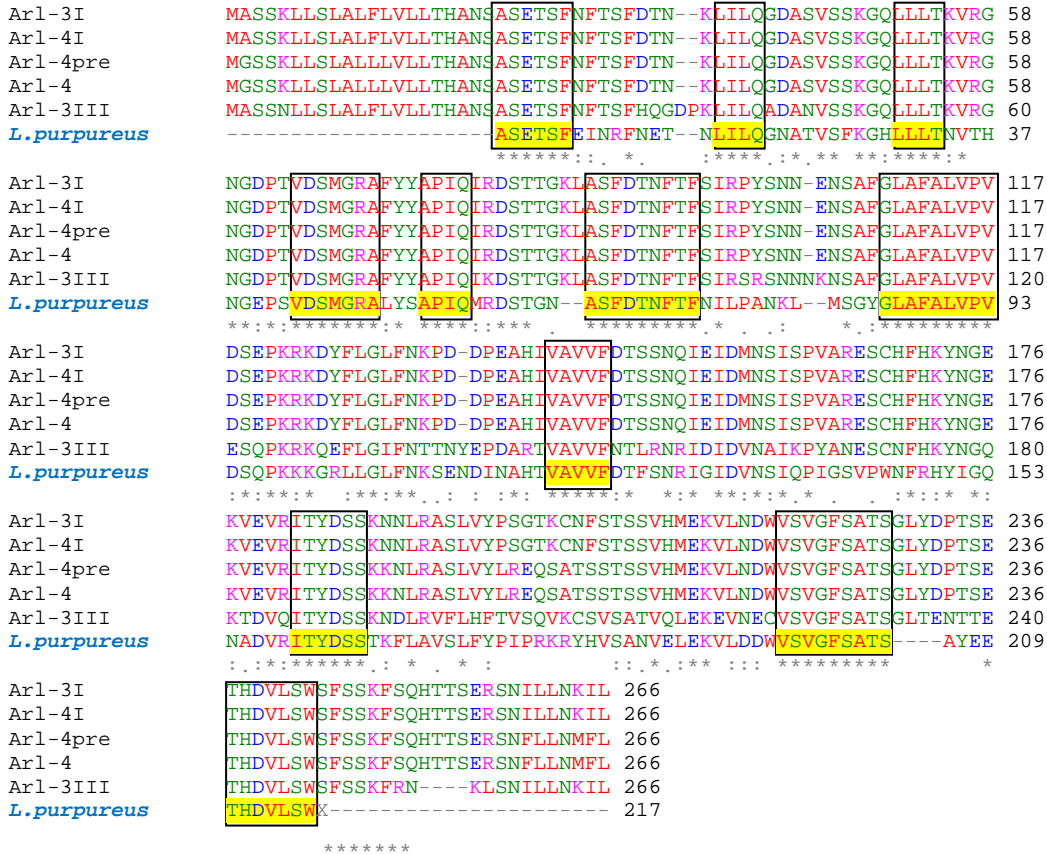 Arl-3I MASSKLLSLALFLVLLTHANSASETSFNFTSFDTN--KLILQGDASVSSKGQLLLTKVRG 58
Arl-4I MASSKLLSLALFLVLLTHANSASETSFNFTSFDTN--KLILQGDASVSSKGQLLLTKVRG 58
Arl-4pre MGSSKLLSLALFLVLLTHANSASETSFNFTSFDTN--KLILQGDASVSSKGQLLLTKVRG 58
Arl-4 MGSSKLLSLALFLVLLTHANSASETSFNFTSFDTN--KLILQGDASVSSKGQLLLTKVRG 58
Arl-3III MASSNLLSLALFLVLLTHANSASETSFNFTSFHQGDPKLILQADANVSSKGQLLLTKVRG 60
L.purpureus ---------------------ASETSFEINRFNET--NLILQGNATVSFKGHLLLTNVTH 37
******::. *. :****.:*.** **:****:*
Arl-3I NGDPTVDSMGRAFYYAPIQIRDSTTGKLASFDTNFTFSIRPYSNN-ENSAFGLAFALVPV 117
Arl-4I NGDPTVDSMGRAFYYAPIQIRDSTTGKLASFDTNFTFSIRPYSNN-ENSAFGLAFALVPV 117
Arl-4pre NGDPTVDSMGRAFYYAPIQIRDSTTGKLASFDTNFTFSIRPYSNN-ENSAFGLAFALVPV 117
Arl-4 NGDPTVDSMGRAFYYAPIQIRDSTTGKLASFDTNFTFSIRPYSNN-ENSAFGLAFALVPV 117
Arl-3III NGDPTVDSMGRAFYYAPIQIKDSTTGKLASFDTNFTFSIRSRSNNNKNSAFGLAFALVPV 120
L.purpureus NGEPSVDSMGRALYSAPIQMRDSTGN--ASFDTNFTFNILPANKL--MSGYGLAFALVPV 93
**:*:*******:* ****::*** . *********.* . .: *.:*********
Arl-3I DSEPKRKDYFLGLFNKPD-DPEAHIVAVVFDTSSNQIEIDMNSISPVARESCHFHKYNGE 176
Arl-4I DSEPKRKDYFLGLFNKPD-DPEAHIVAVVFDTSSNQIEIDMNSISPVARESCHFHKYNGE 176
Arl-4pre DSEPKRKDYFLGLFNKPD-DPEAHIVAVVFDTSSNQIEIDMNSISPVARESCHFHKYNGE 176
Arl-4 DSEPKRKDYFLGLFNKPD-DPEAHIVAVVFDTSSNQIEIDMNSISPVARESCHFHKYNGE 176
Arl-3III ESQPKRKQEFLGIFNTTNYEPDARTVAVVFNTLRNRIDIDVNAIKPYANESCNFHKYNGQ 180
L.purpureus DSQPKKKGRLLGLFNKSENDINAHTVAVVFDTFSNRIGIDVNSIQPIGSVPWNFRHYIGQ 153
:*:**:* :**:**..: : :*: *****:* *:* **:*:*.* . :*::* *:
Arl-3I KVEVRITYDSSKNNLRASLVYPSGTKCNFSTSSVHMEKVLNDWVSVGFSATSGLYDPTSE 236
Arl-4I KVEVRITYDSSKNNLRASLVYPSGTKCNFSTSSVHMEKVLNDWVSVGFSATSGLYDPTSE 236
Arl-4pre KVEVRITYDSSKKNLRASLVYLREQSATSSTSSVHMEKVLNDWVSVGFSATSGLYDPTSE 236
Arl-4 KVEVRITYDSSKKNLRASLVYLREQSATSSTSSVHMEKVLNDWVSVGFSATSGLYDPTSE 236
Arl-3III KTDVQITYDSSKNDLRVFLHFTVSQVKCSVSATVQLEKEVNECVSVGFSATSGLTENTTE 240
L.purpureus NADVRITYDSSTKFLAVSLFYPIPRKRYHVSANVELEKVLDDWVSVGFSATS----AYEE 209
:.:*:******.: * . * : ::.*.:** ::: ********* *
Arl-3I THDVLSWSFSSKFSQHTTSERSNILLNKIL 266
Arl-4I THDVLSWSFSSKFSQHTTSERSNILLNKIL 266
Arl-4pre THDVLSWSFSSKFSQHTTSERSNFLLNMFL 266
Arl-4 THDVLSWSFSSKFSQHTTSERSNFLLNMFL 266
Arl-3III THDVLSWSFSSKFRN----KLSNILLNKIL 266
L.purpureus THDVLSWX---------------------- 217
*******